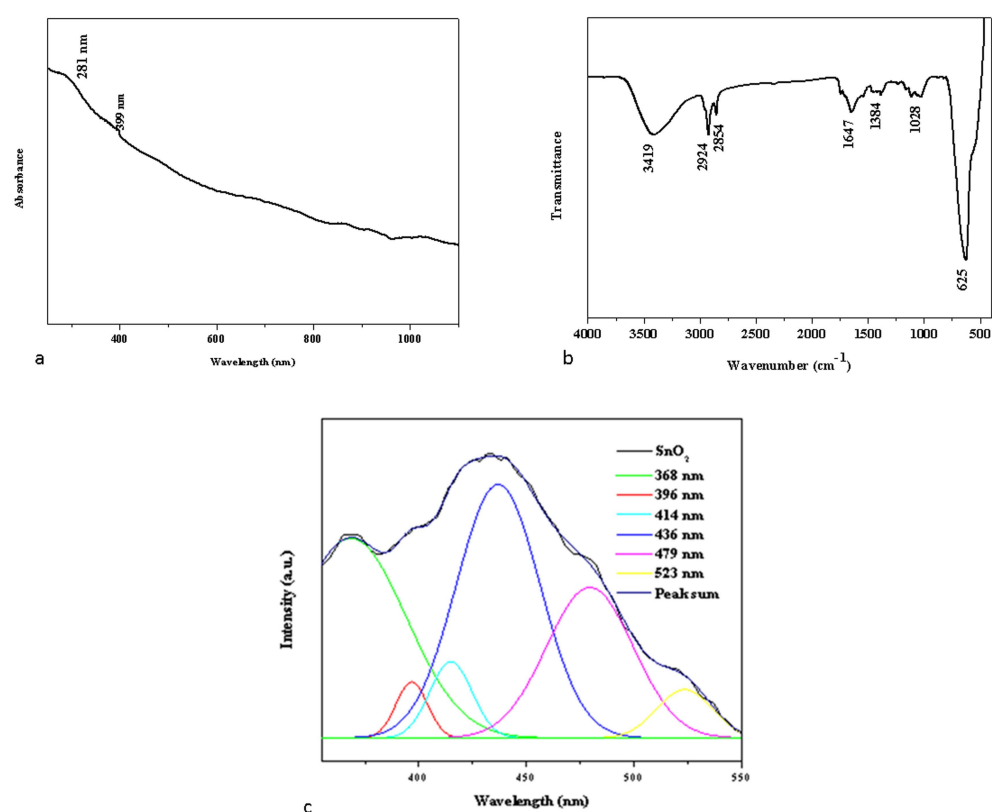 281 nm
399 nm
Absorbance
400
600
800
1000
Wavelength (nm)
a
3419
2924
2854
1647
1384
1028
625
Transmittance
4000
3500
3000
2500
2000
1500
1000
500
Wavenumber (cm-1)
b
SnO2
368 nm
396 nm
414 nm
436 nm
479 nm
523 nm
Peak sum
Intensity (a.u.)
400
450
500
550
Wavelength (nm)
c